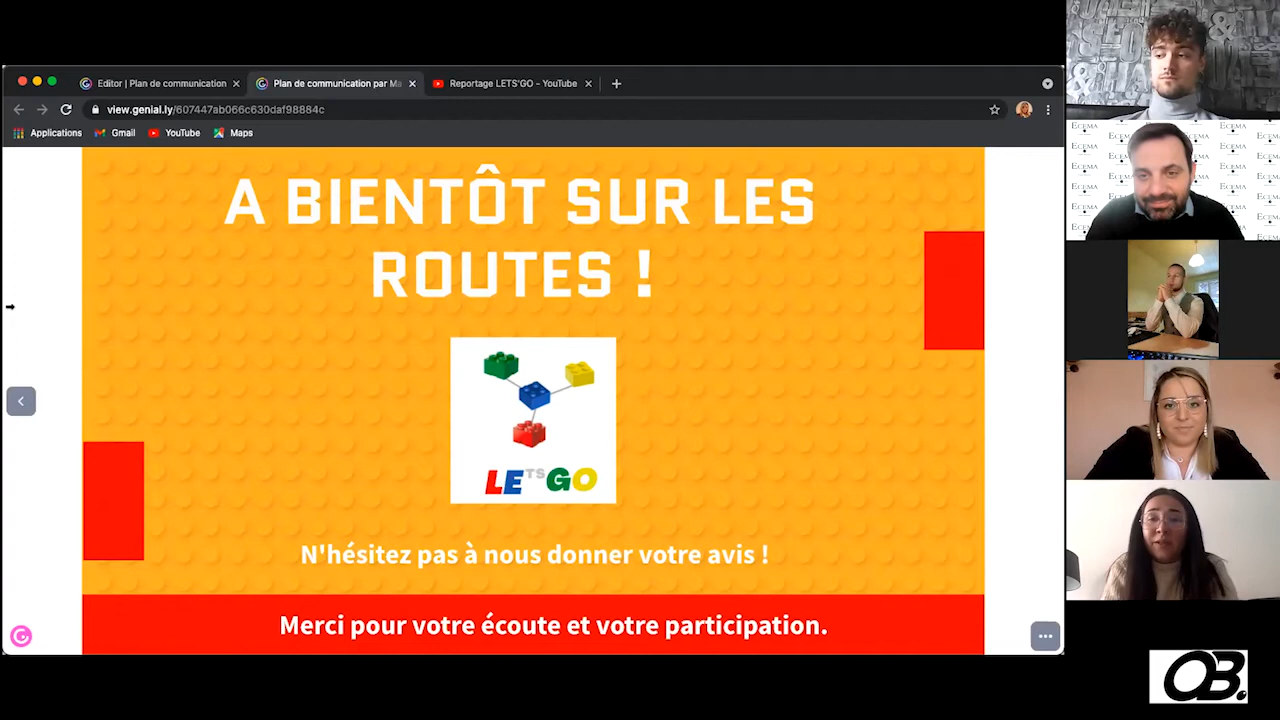 Editor | Plan de communication
Plan de communication par Ma
Reportage LETS'GO - YouTube
view.genial.ly/607447ab066c630daf98884c
Applications
Gmail
YouTube
Maps
A BIENTÔT SUR LES
ROUTES !
LETSGO
N'hésitez pas à nous donner votre avis !
Merci pour votre écoute et votre participation.
ECEMA
OB.